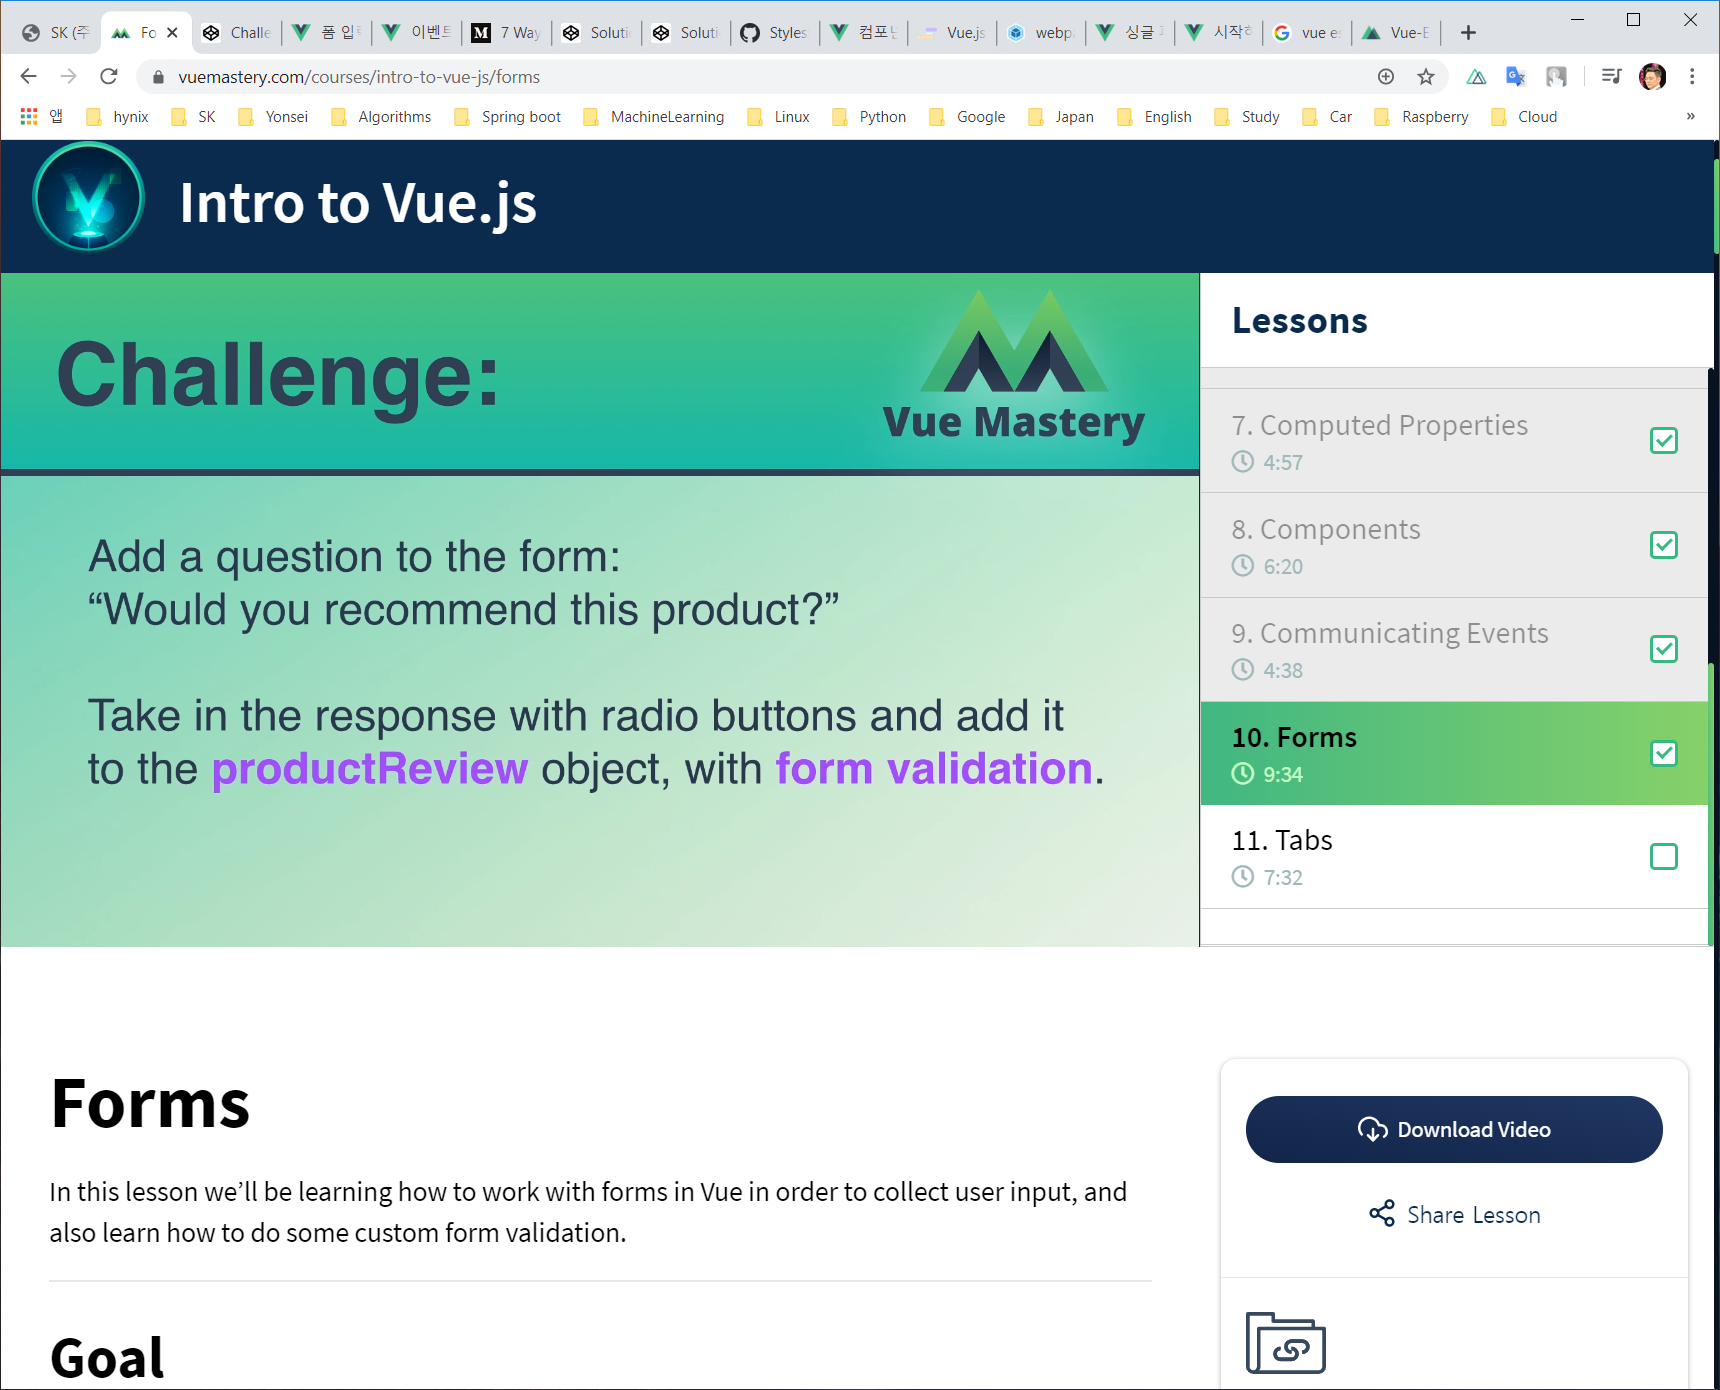 SK (주
Fo
Challe
폼 입력
이벤트
7 Way
Soluti
Soluti
Styles
컴포넌
Vue.js
webp
싱글
시작하
vue e
Vue-E
vuemastery.com/courses/intro-to-vue-js/forms
앱
hynix
SK
Yonsei
Algorithms
Spring boot
MachineLearning
Linux
Python
Google
Japan
English
Study
Car
Raspberry
Cloud
»
Intro to Vue.js
Challenge:
Vue Mastery
Add a question to the form:
“Would you recommend this product?”
Take in the response with radio buttons and add it
to the productReview object, with form validation.
Lessons
7. Computed Properties
4:57
8. Components
6:20
9. Communicating Events
4:38
10. Forms
9:34
11. Tabs
7:32
Forms
In this lesson we’ll be learning how to work with forms in Vue in order to collect user input, and
also learn how to do some custom form validation.
Goal
Download Video
Share Lesson